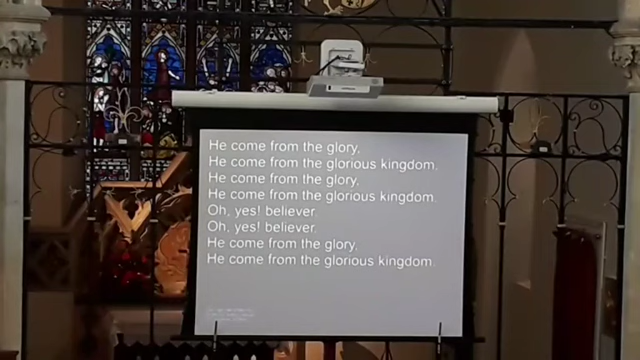 He come from the glory,
He come from the glorious kingdom,
He come from the glory,
He come from the glorious kingdom.
Oh, yes! believer.
Oh, yes! believer.
He come from the glory,
He come from the glorious kingdom.